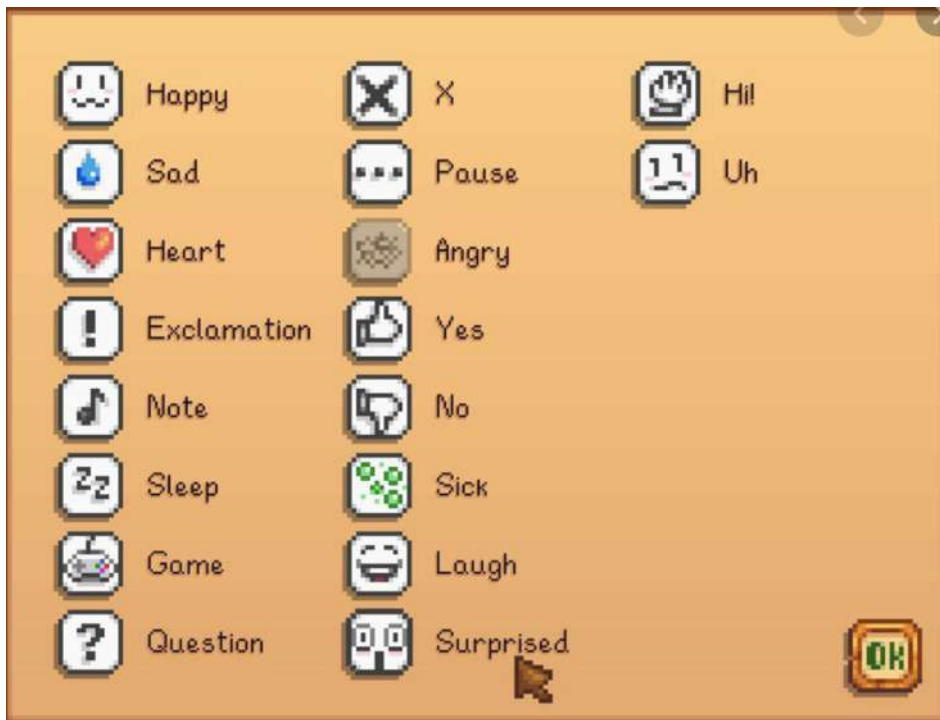 Happy
Sad
Heart
Exclamation
Note
Sleep
Game
Question
X
Pause
Angry
Yes
No
Sick
Laugh
Surprised
Hi!
Uh
OK